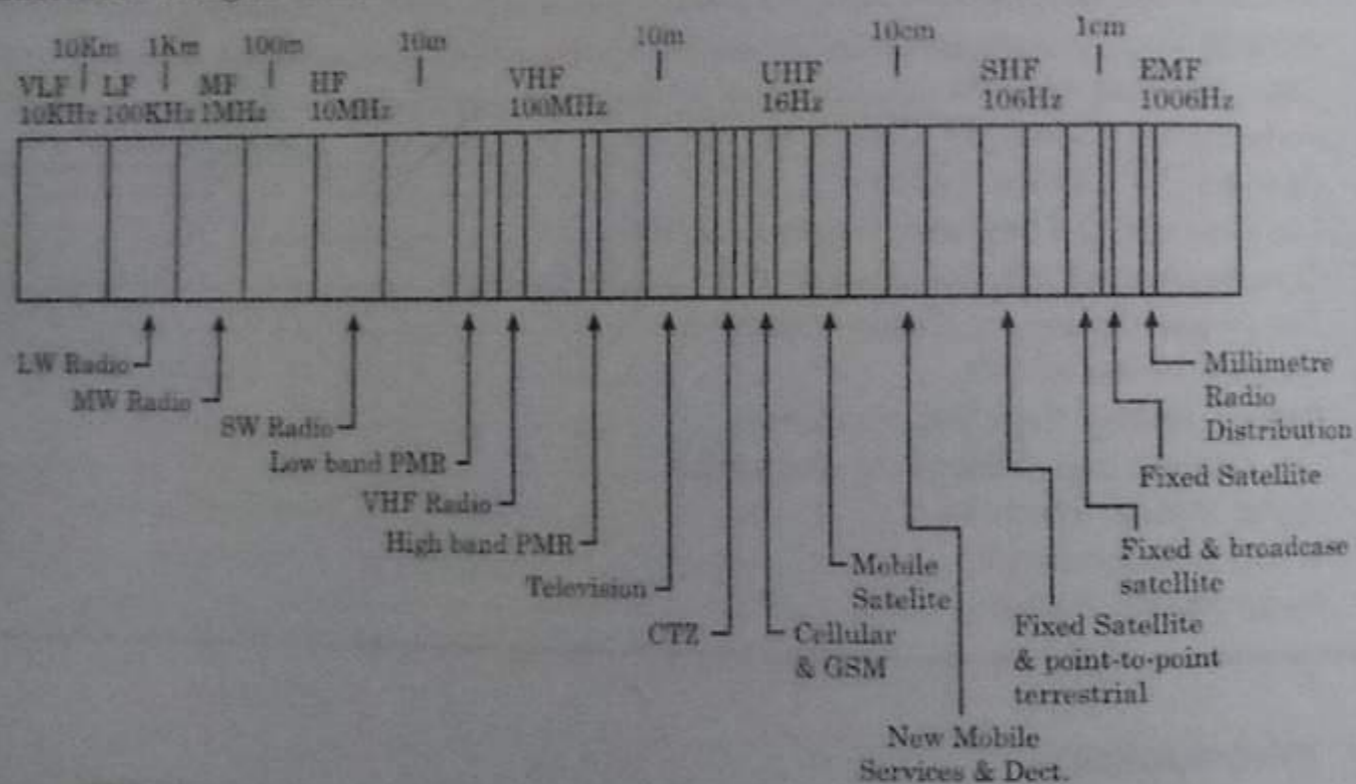 10Km 1Km 100m 10m 10m 10cm 1cm
VLF LF MF HF VHF UHF SHF EMF
10KHz 100KHz 1MHz 10MHz 100MHz 16Hz 106Hz 1006Hz
LW Radio
MW Radio
SW Radio
Low band PMR
VHF Radio
High band PMR
Television
CTZ
Cellular
& GSM
Mobile
Satelite
New Mobile
Services & Dect.
Fixed Satellite
& point-to-point
terrestrial
Fixed & broadcase
satellite
Fixed Satellite
Millimetre
Radio
Distribution